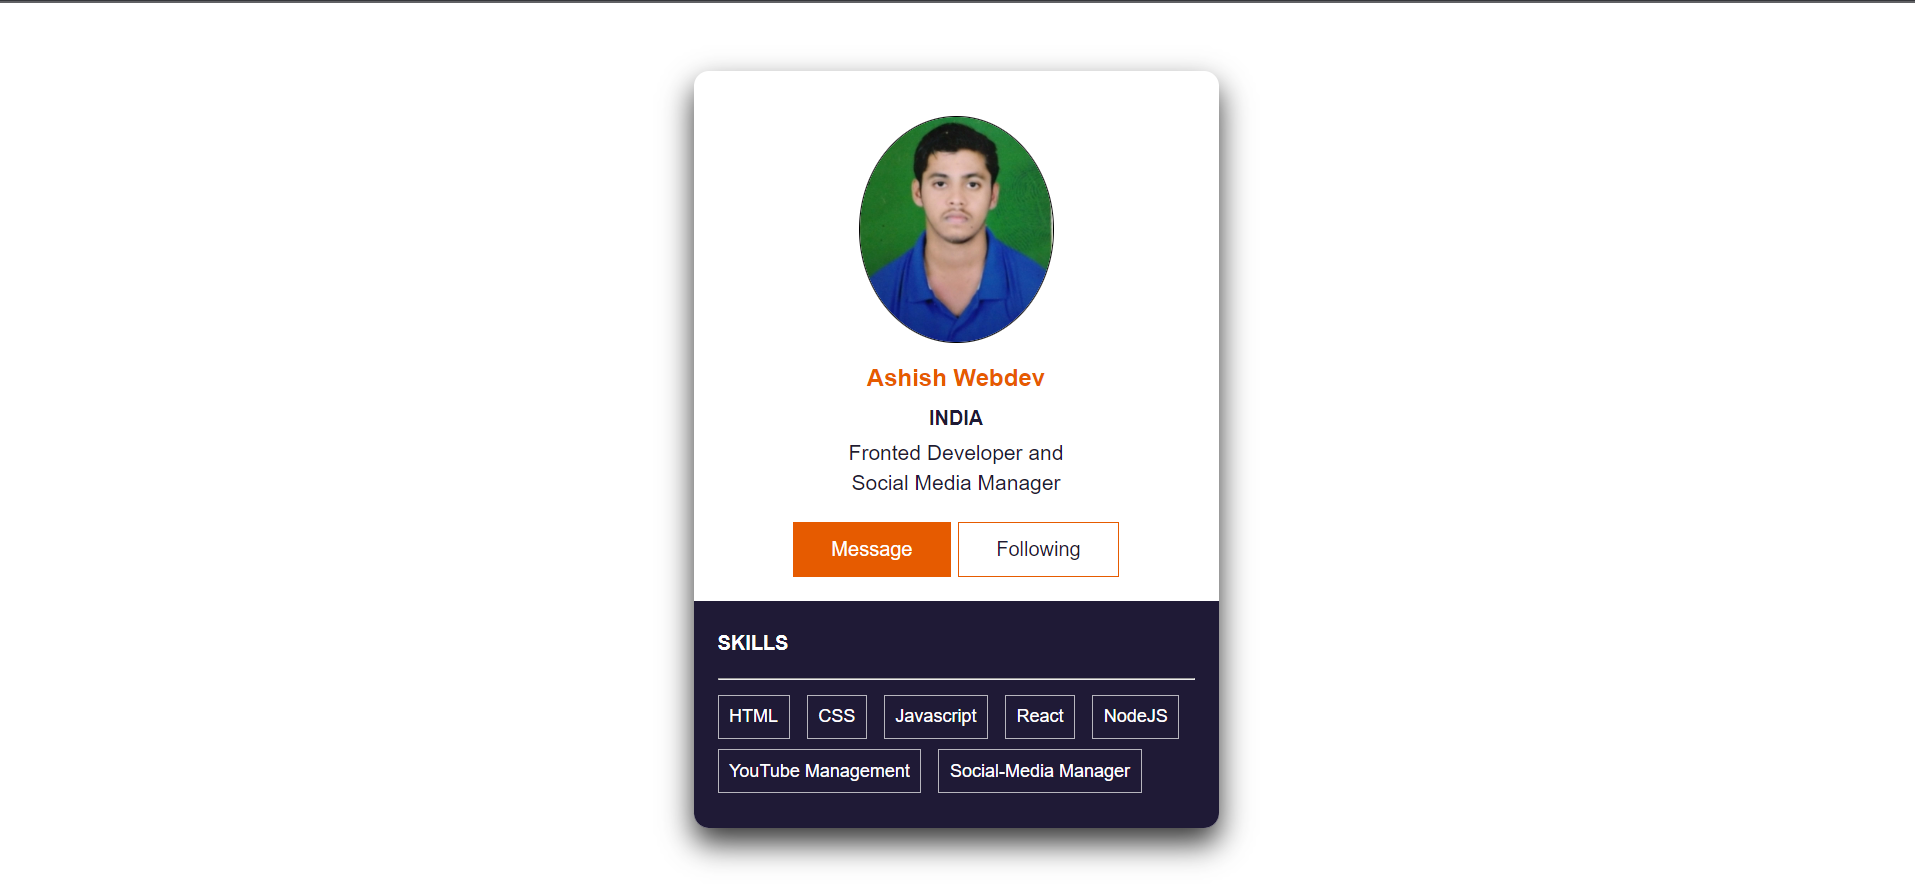 Ashish Webdev
INDIA
Fronted Developer and
Social Media Manager
Message Following
SKILLS
HTML CSS Javascript React NodeJS
YouTube Management Social-Media Manager